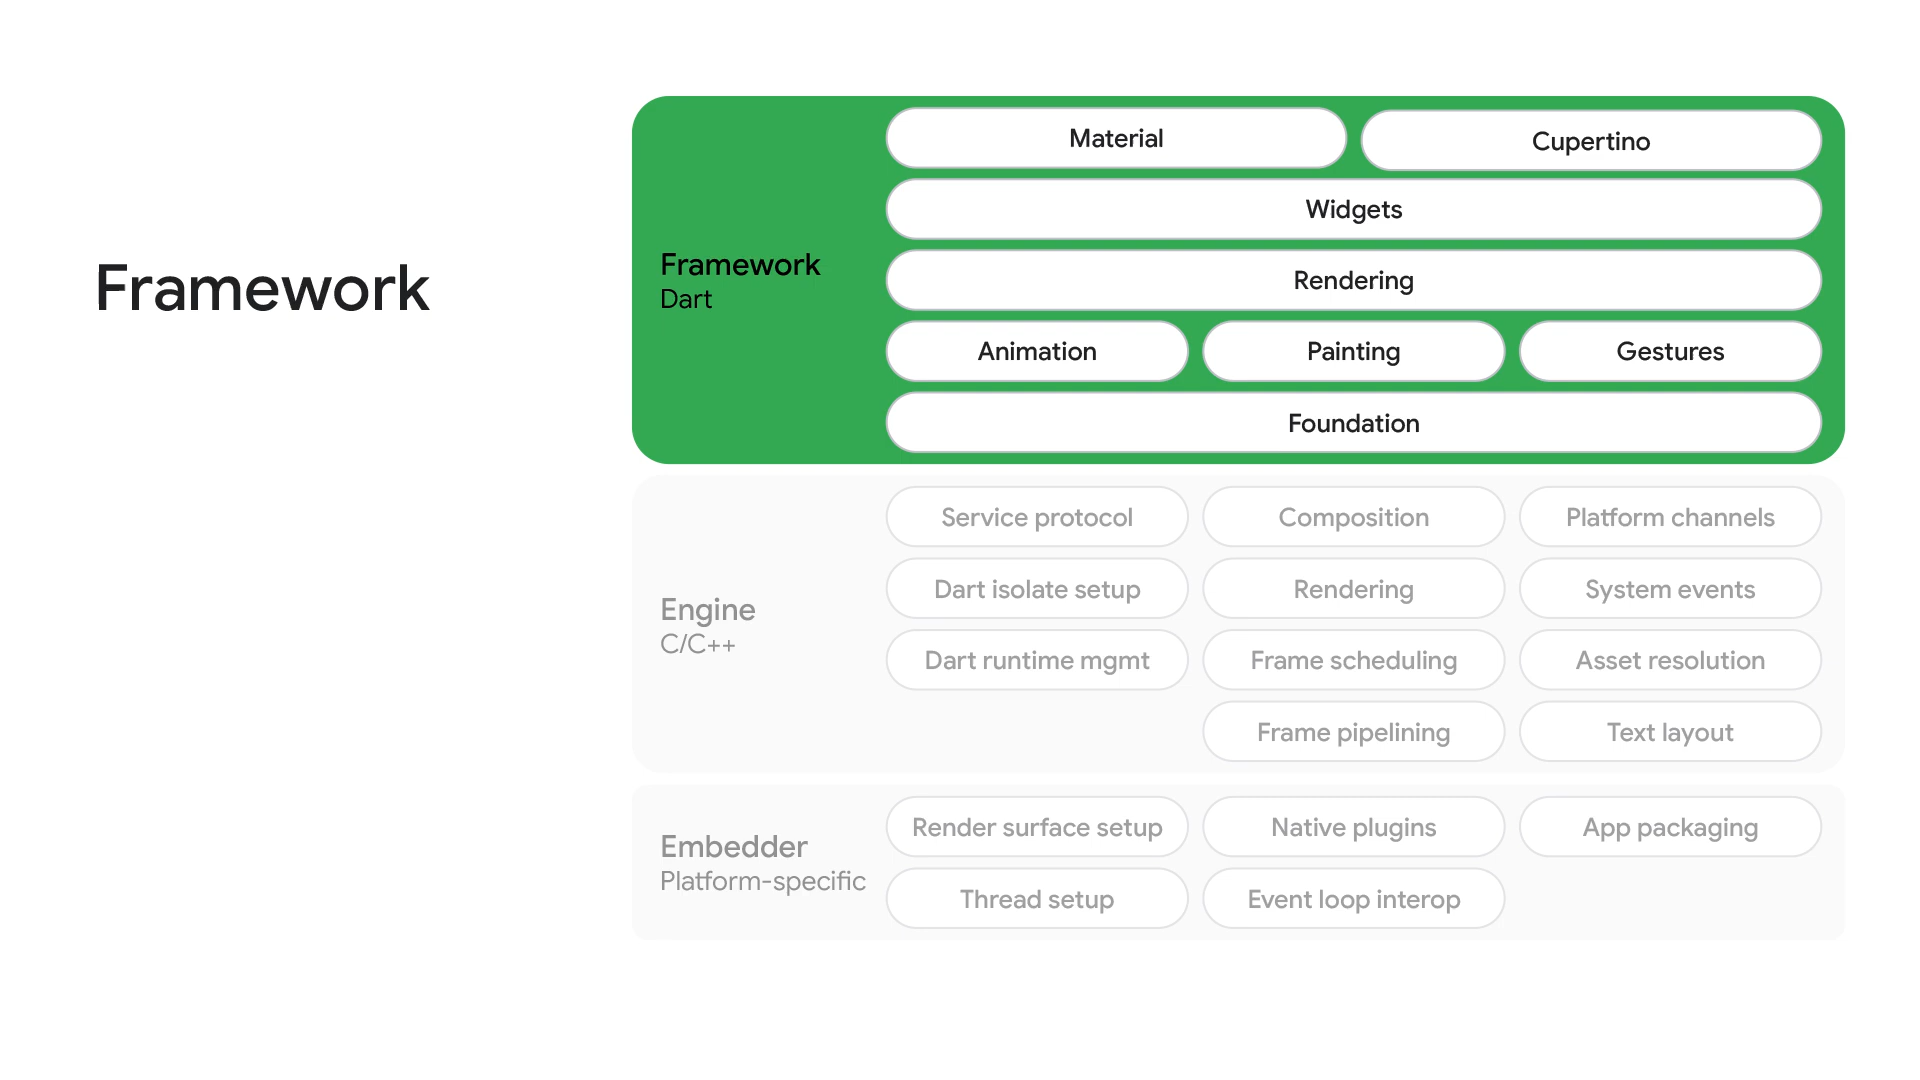 Framework
Framework
Dart
Material
Cupertino
Widgets
Rendering
Animation
Painting
Gestures
Foundation
Engine
C/C++
Service protocol
Composition
Platform channels
Dart isolate setup
Rendering
System events
Dart runtime mgmt
Frame scheduling
Asset resolution
Frame pipelining
Text layout
Embedder
Platform-specific
Render surface setup
Native plugins
App packaging
Thread setup
Event loop interop